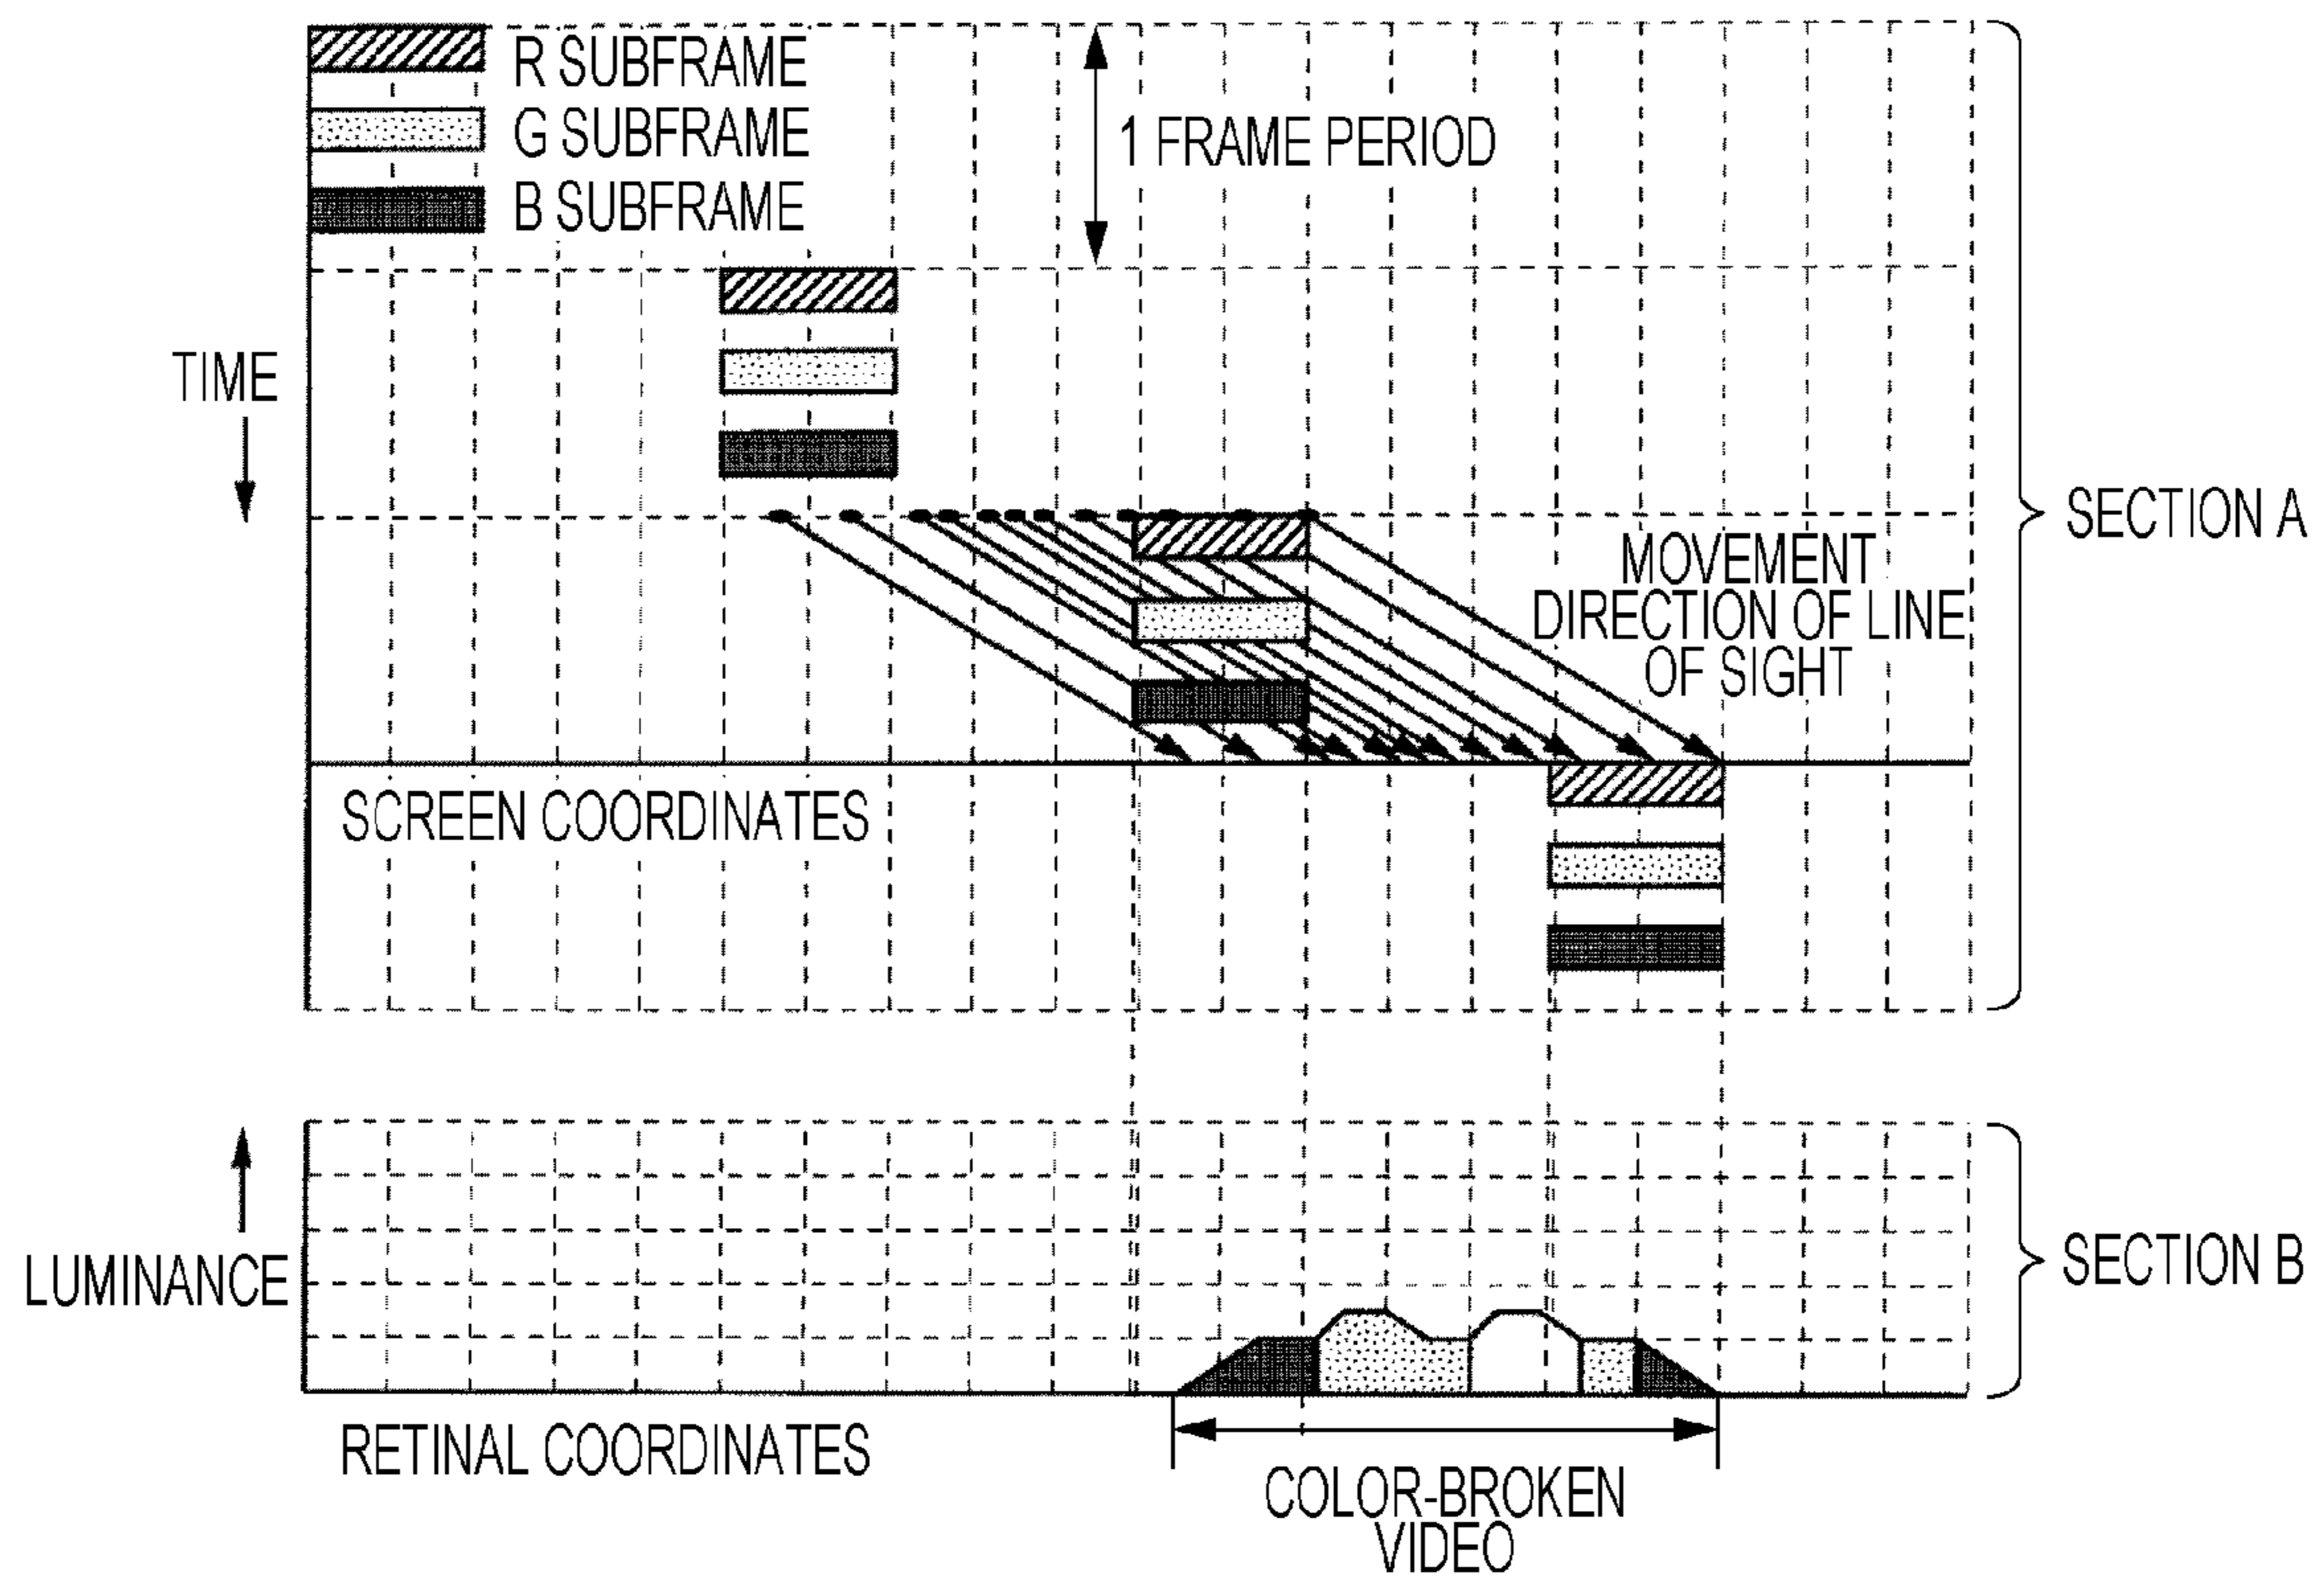 R SUBFRAME
G SUBFRAME
B SUBFRAME
1 FRAME PERIOD
TIME
SECTION A
MOVEMENT
DIRECTION OF LINE
OF SIGHT
SCREEN COORDINATES
LUMINANCE
SECTION B
RETINAL COORDINATES
COLOR-BROKEN
VIDEO